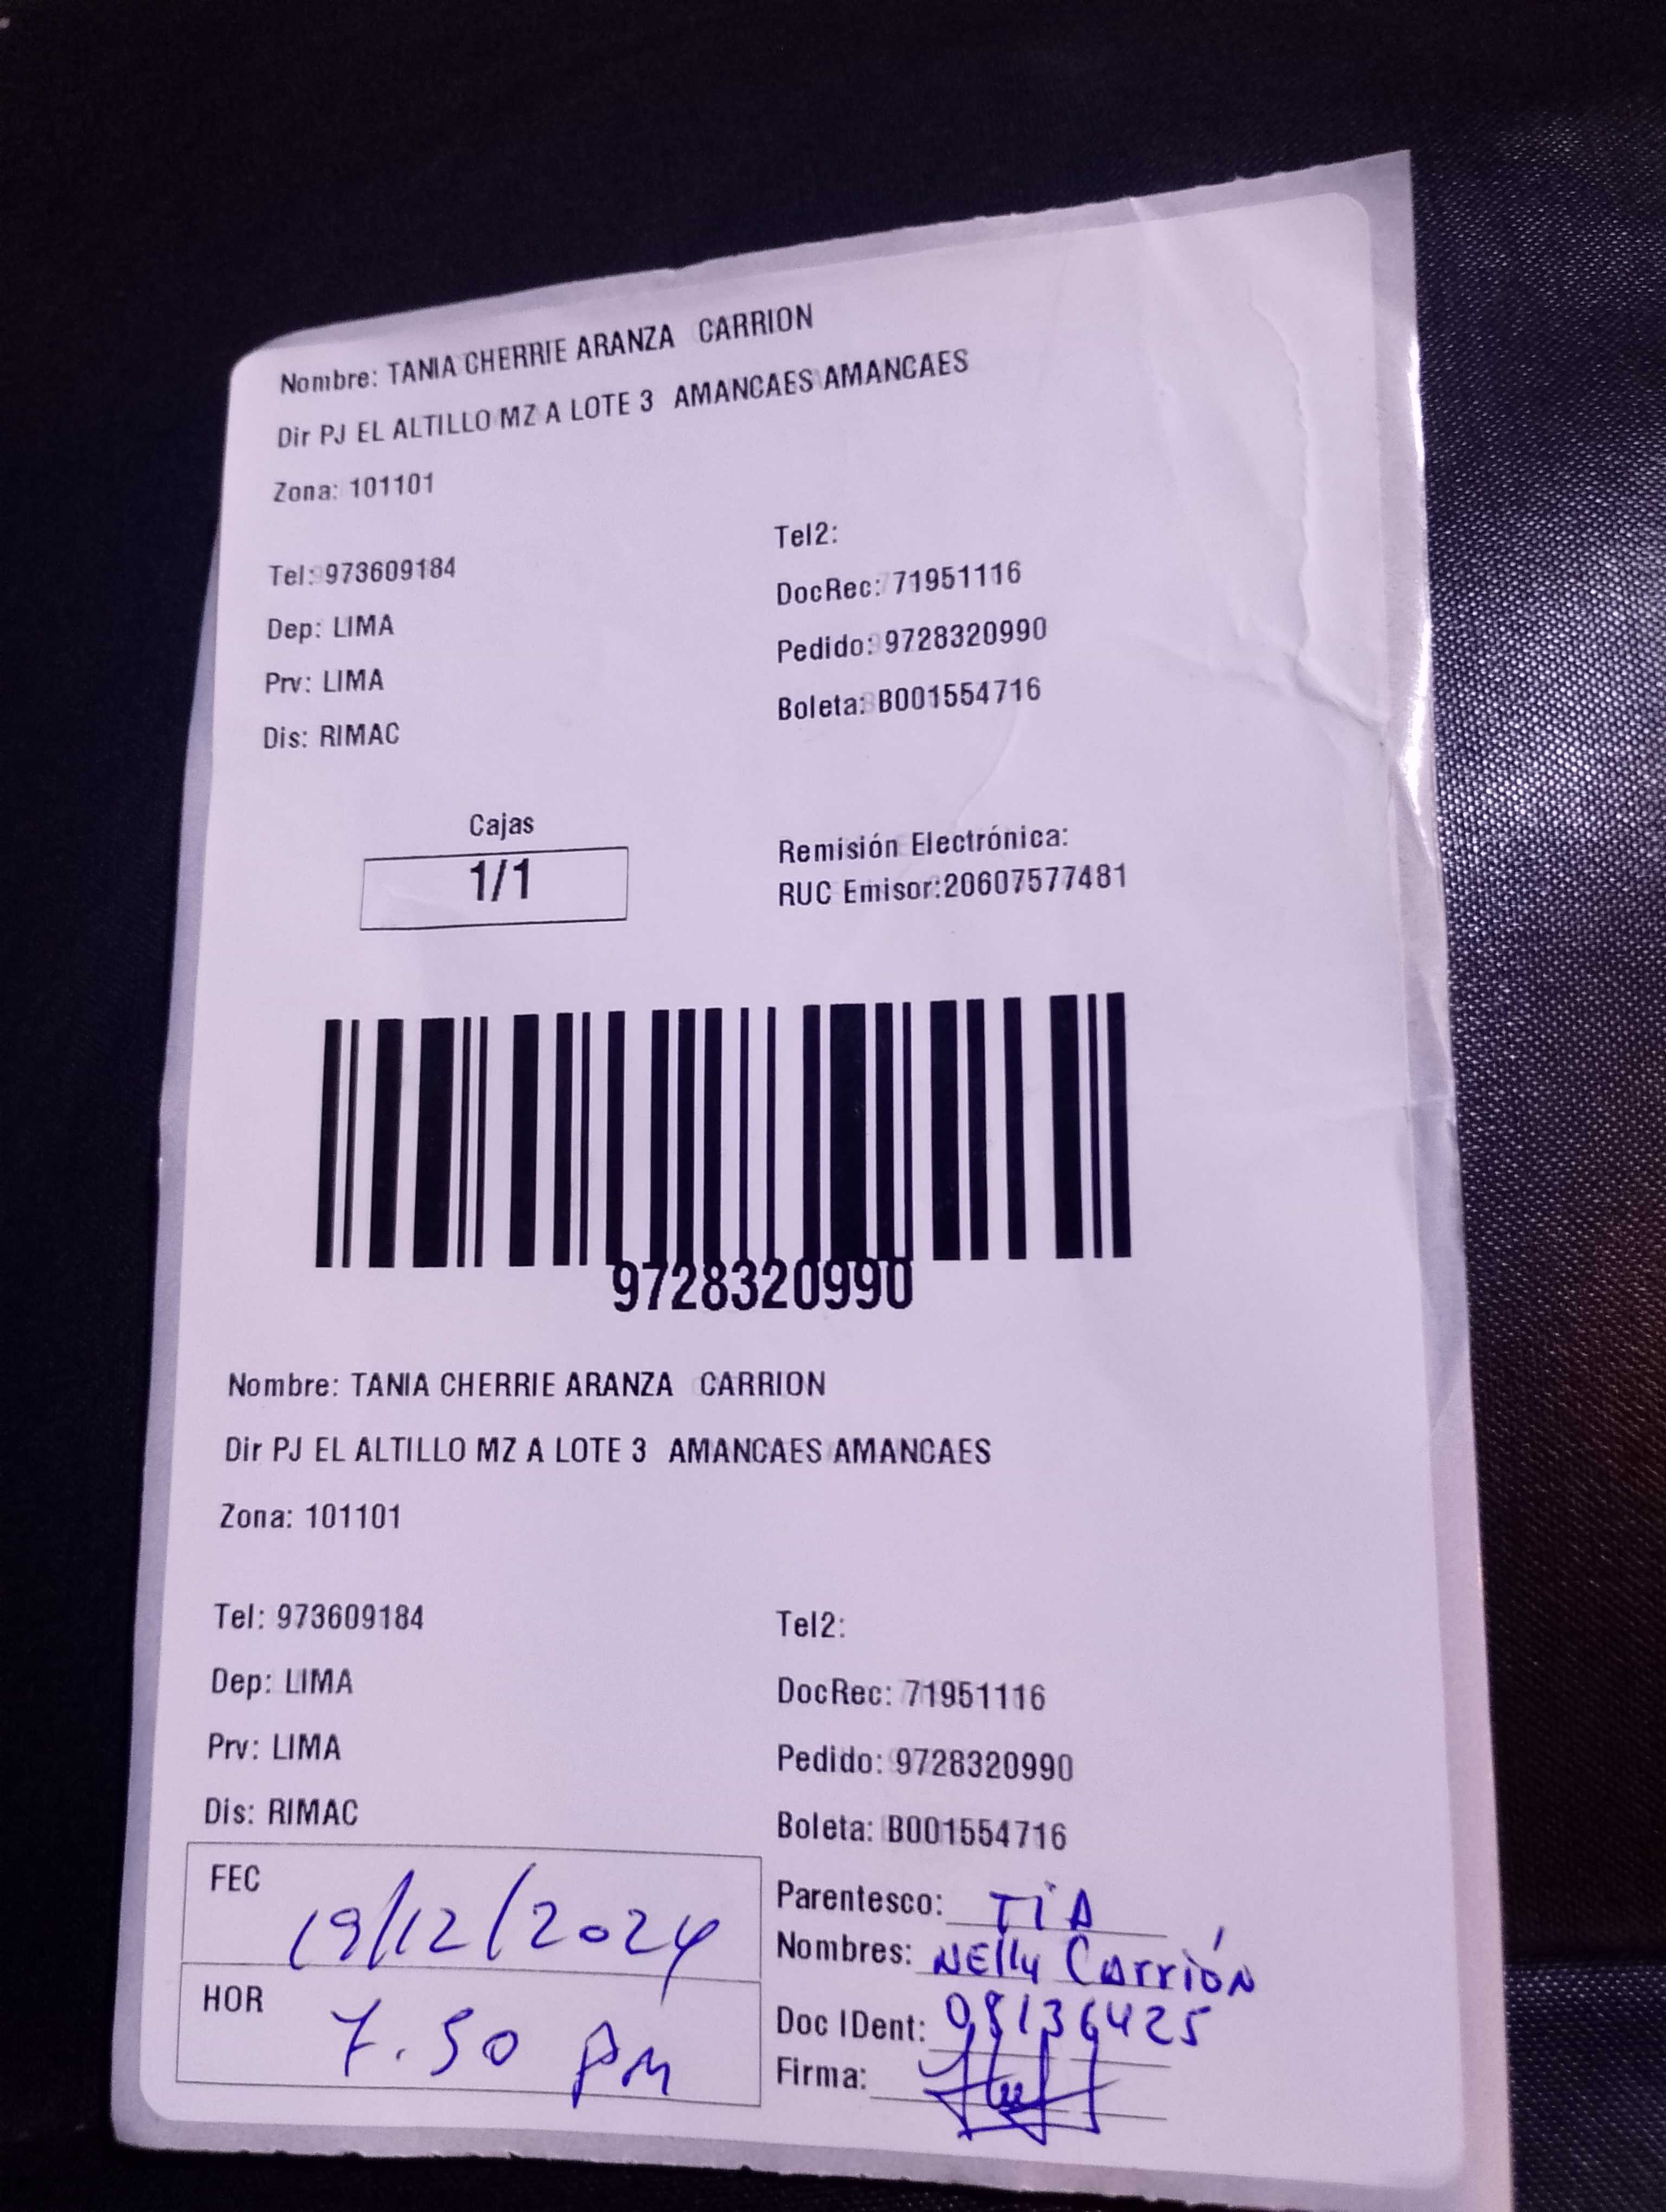 Nombre: TANIA CHERRIE ARANZA CARRION
Dir PJ EL ALTILLO MZ A LOTE 3 AMANCAES AMANCAES
Zona: 101101
Tel: 973609184
Tel2:
Dep: LIMA
DocRec: 71951116
Prv: LIMA
Pedido: 9728320990
Dis: RIMAC
Boleta: B001554716
Cajas
1/1
Remisión Electrónica:
RUC Emisor:20607577481
9728320990
Nombre: TANIA CHERRIE ARANZA CARRION
Dir PJ EL ALTILLO MZ A LOTE 3 AMANCAES AMANCAES
Zona: 101101
Tel: 973609184
Tel2:
Dep: LIMA
DocRec: 71951116
Prv: LIMA
Pedido: 9728320990
Dis: RIMAC
Boleta: B001554716
FEC 19/12/2024
HOR 7.50 PM
Parentesco: TÍA
Nombres: NElly Carrión
Doc IDent: 08136425
Firma: